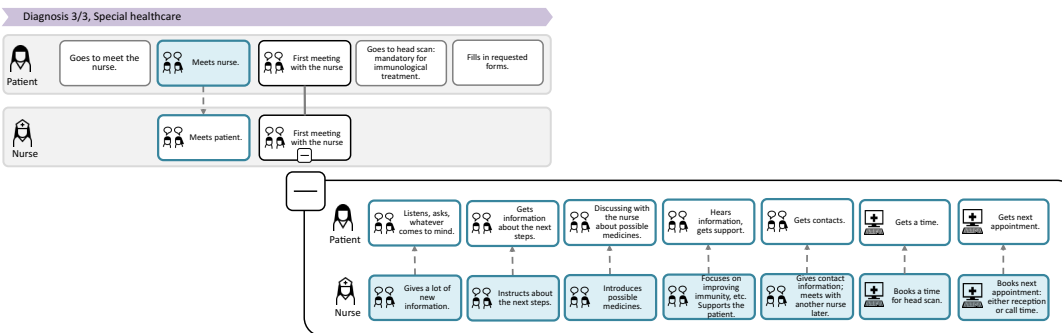 Diagnosis 3/3, Special healthcare
Patient
Goes to meet the
nurse.
Meets nurse.
First meeting
with the nurse
Goes to head scan:
mandatory for
immunological
treatment.
Fills in requested
forms.
Nurse
Meets patient.
First meeting
with the nurse
Patient
Listens, asks,
whatever
comes to mind.
Gets
information
about the next
steps.
Discussing with
the nurse
about possible
medicines.
Hears
information,
gets support.
Gets contacts.
Gets a time.
Gets next
appointment.
Nurse
Gives a lot of
new
information.
Instructs about
the next steps.
Introduces
possible
medicines.
Focuses on
improving
immunity, etc.
Supports the
patient.
Gives contact
information;
meets with
another nurse
later.
Books a time
for head scan.
Books next
appointment:
either reception
or call time.